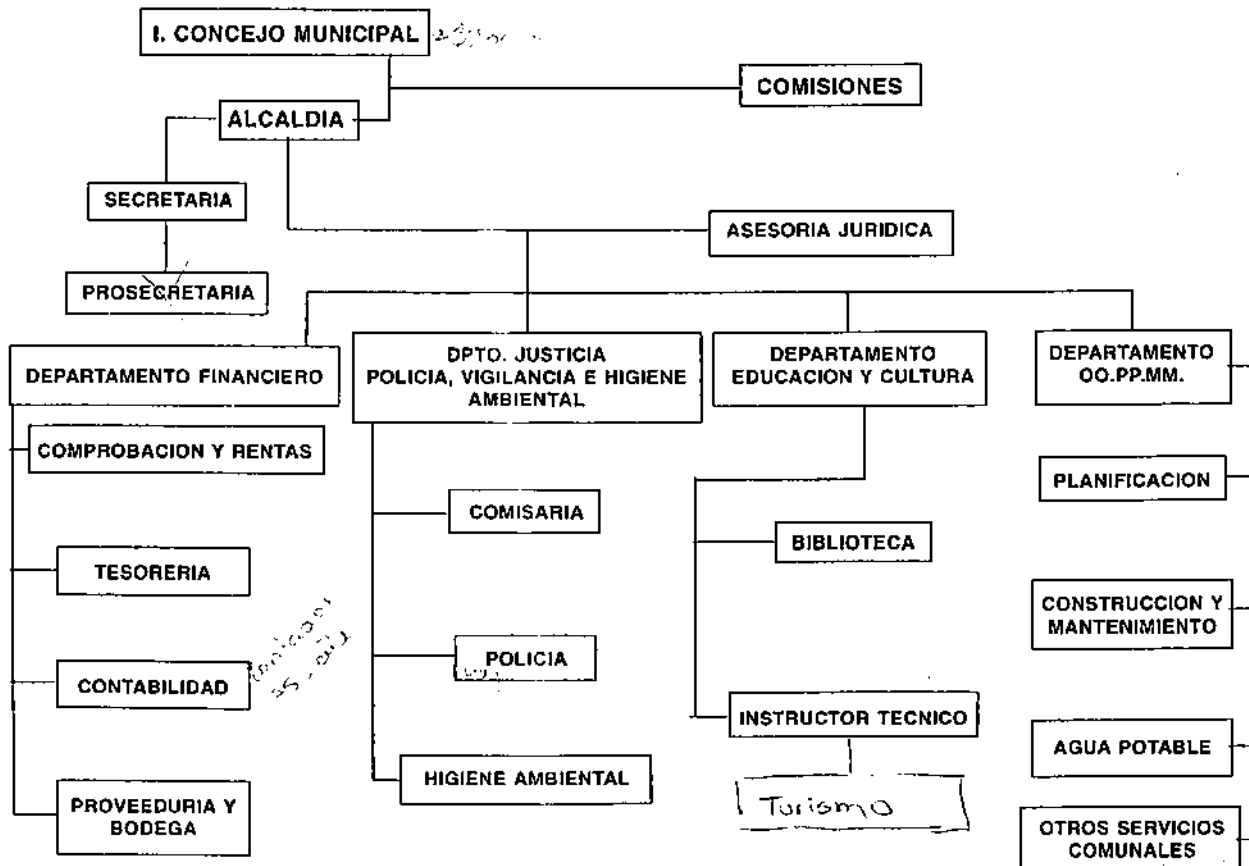 I. CONCEJO MUNICIPAL
COMISIONES
ALCALDIA
SECRETARIA
ASESORIA JURIDICA
PROSECRETARIA
DEPARTAMENTO FINANCIERO
COMPROBACION Y RENTAS
TESORERIA
CONTABILIDAD
PROVEEDURIA Y
BODEGA
DPTO. JUSTICIA
POLICIA, VIGILANCIA E HIGIENE
AMBIENTAL
COMISARIA
POLICIA
HIGIENE AMBIENTAL
DEPARTAMENTO
EDUCACION Y CULTURA
BIBLIOTECA
INSTRUCTOR TECNICO
Turismo
DEPARTAMENTO
OO.PP.MM.
PLANIFICACION
CONSTRUCCION Y
MANTENIMIENTO
AGUA POTABLE
OTROS SERVICIOS
COMUNALES